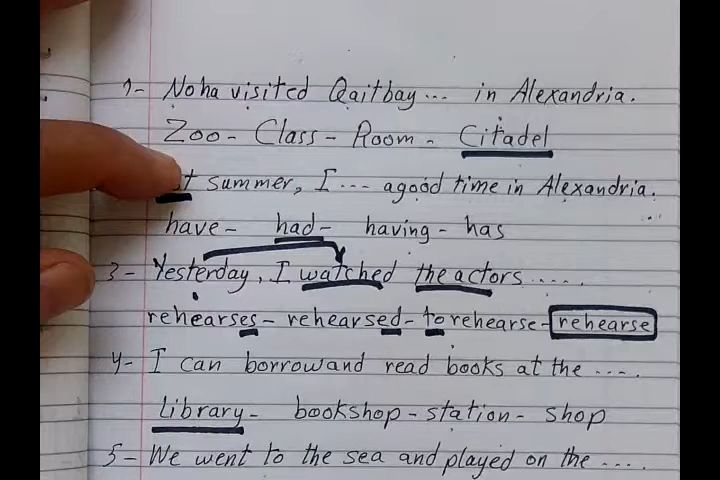 1- Noha visited Qaitbay ... in Alexandria.
Zoo - Class - Room - Citadel
summer, I ... a good time in Alexandria.
have - had - having - has
3- Yesterday, I watched the actors .....
rehearses - rehearsed - to rehearse - rehearse
4- I can borrow and read books at the ....
Library - bookshop - station - shop
5- We went to the sea and played on the ....